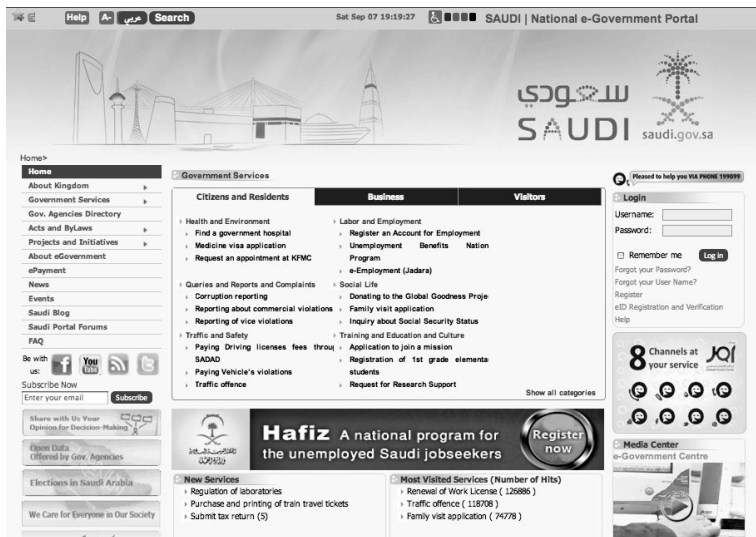 Help A- عربي Search
Sat Sep 07 19:19:27
SAUDI | National e-Government Portal
سعودي
SAUDI
saudi.gov.sa
Home>
Home
About Kingdom
Government Services
Gov. Agencies Directory
Acts and ByLaws
Projects and Initiatives
About eGovernment
ePayment
News
Events
Saudi Blog
Saudi Portal Forums
FAQ
Be with us:
You Tube
Subscribe Now
Enter your email Subscribe
Share with Us Your
Opinion for Decision-Making
Open Data
Offered by Gov. Agencies
Elections in Saudi Arabia
We Care for Everyone in Our Society
Government Services
Citizens and Residents Business Visitors
Health and Environment
Find a government hospital
Medicine visa application
Request an appointment at KFMC
Queries and Reports and Complaints
Corruption reporting
Reporting about commercial violations
Reporting of vice violations
Traffic and Safety
Paying Driving licenses fees throu
SADAD
Paying Vehicle's violations
Traffic offence
Labor and Employment
Register an Account for Employment
Unemployment Benefits Nation
Program
e-Employment (Jadara)
Social Life
Donating to the Global Goodness Proje
Family visit application
Inquiry about Social Security Status
Training and Education and Culture
Application to join a mission
Registration of 1st grade elementa
students
Request for Research Support
Show all categories
Hafiz A national program for
the unemployed Saudi jobseekers
Register
now
New Services
Regulation of laboratories
Purchase and printing of train travel tickets
Submit tax return (5)
Most Visited Services (Number of Hits)
Renewal of Work License ( 126886 )
Traffic offence ( 118708 )
Family visit application ( 74778 )
Pleased to help you VIA PHONE 199099
Login
Username:
Password:
Remember me Log in
Forgot your Password?
Forgot your User Name?
Register
eID Registration and Verification
Help
8 Channels at
your service
Media Center
e-Government Centre